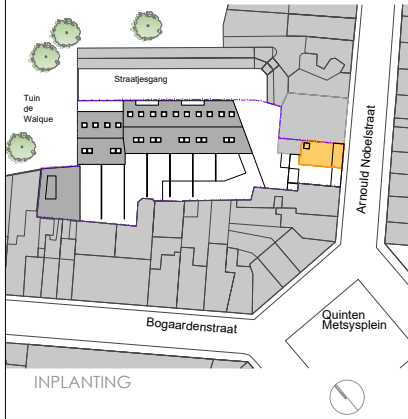 Straatjesgang
Tuin
de
Walque
Arnould Nobelstraat
Bogaardenstraat
Quinten
Metsysplein
INPLANTING